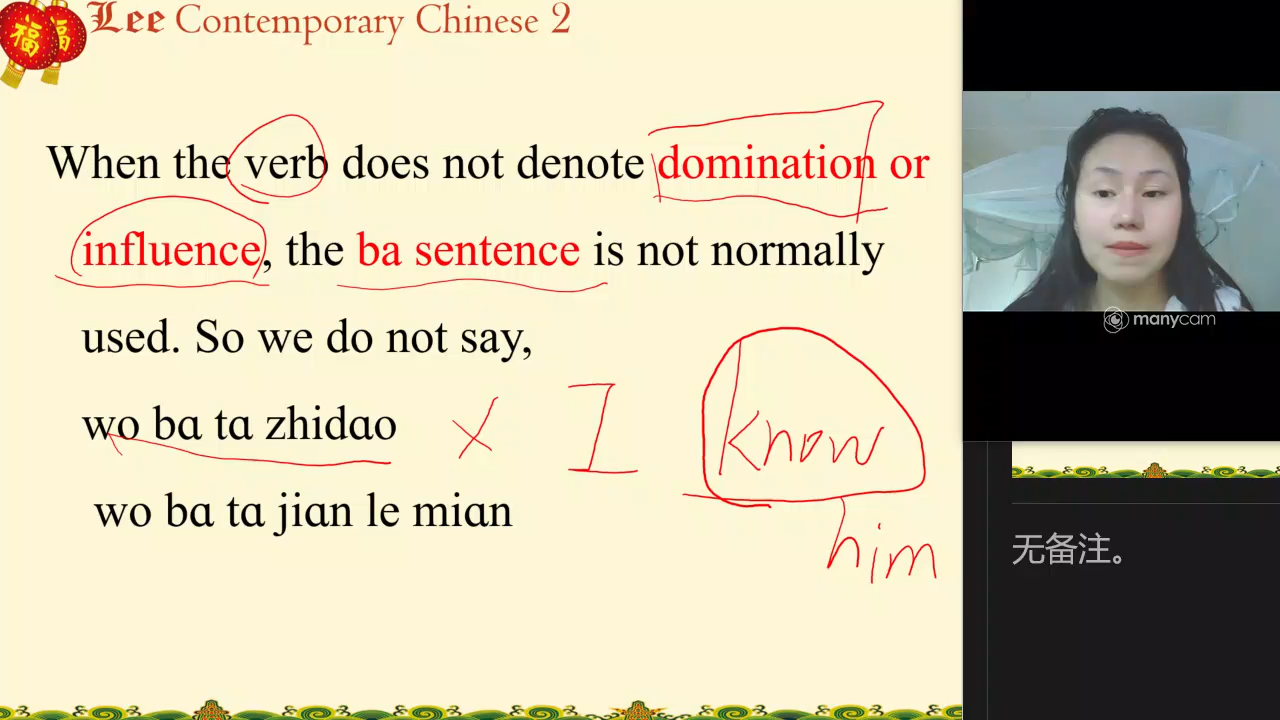 Lee Contemporary Chinese 2
福 福
When the verb does not denote domination or
influence, the ba sentence is not normally
used. So we do not say,
wo ba ta zhidao × I know
him
wo ba ta jian le mian
manycam
无备注。